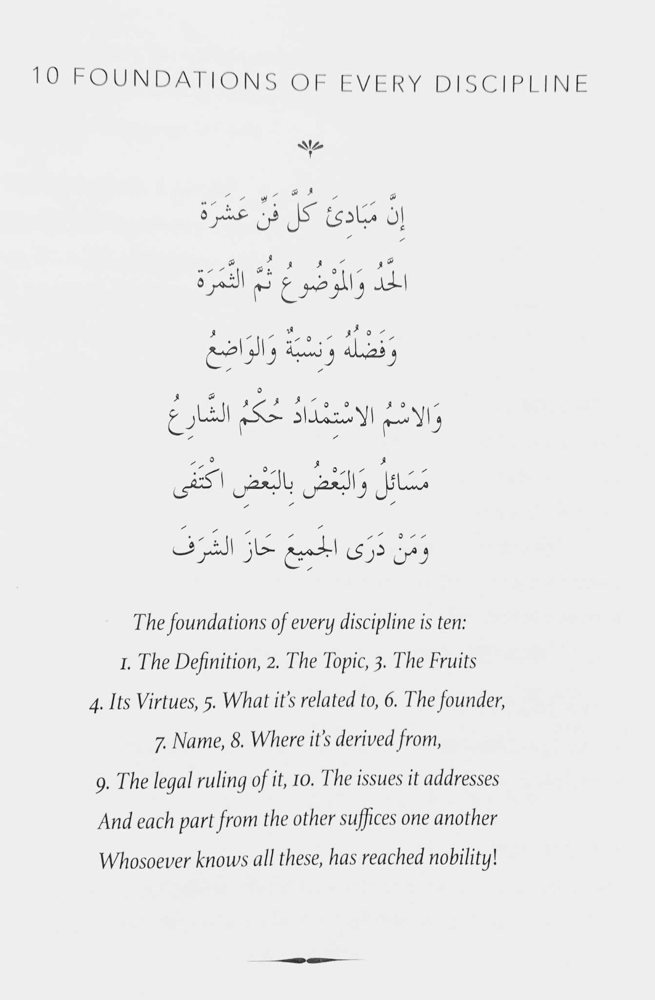 10 FOUNDATIONS OF EVERY DISCIPLINE
إِنَّ مَبَادِئَ كُلَّ فَنٍّ عَشَرَة
الحَّدُ وَالمَوْضُوعُ ثُمَّ الثَّمَرَة
وَفَضْلُهُ وَنِسْبَةٌ وَالوَاضِعُ
وَالاسْمُ الاسْتِمْدَادُ حُكْمُ الشَّارِعُ
مَسَائِلُ وَالبَعْضُ بِالبَعْضِ اكْتَفَى
وَمَنْ دَرَى الجَمِيعَ حَازَ الشَرَفَ
The foundations of every discipline is ten:
1. The Definition, 2. The Topic, 3. The Fruits
4. Its Virtues, 5. What it’s related to, 6. The founder,
7. Name, 8. Where it’s derived from,
9. The legal ruling of it, 10. The issues it addresses
And each part from the other suffices one another
Whosoever knows all these, has reached nobility!